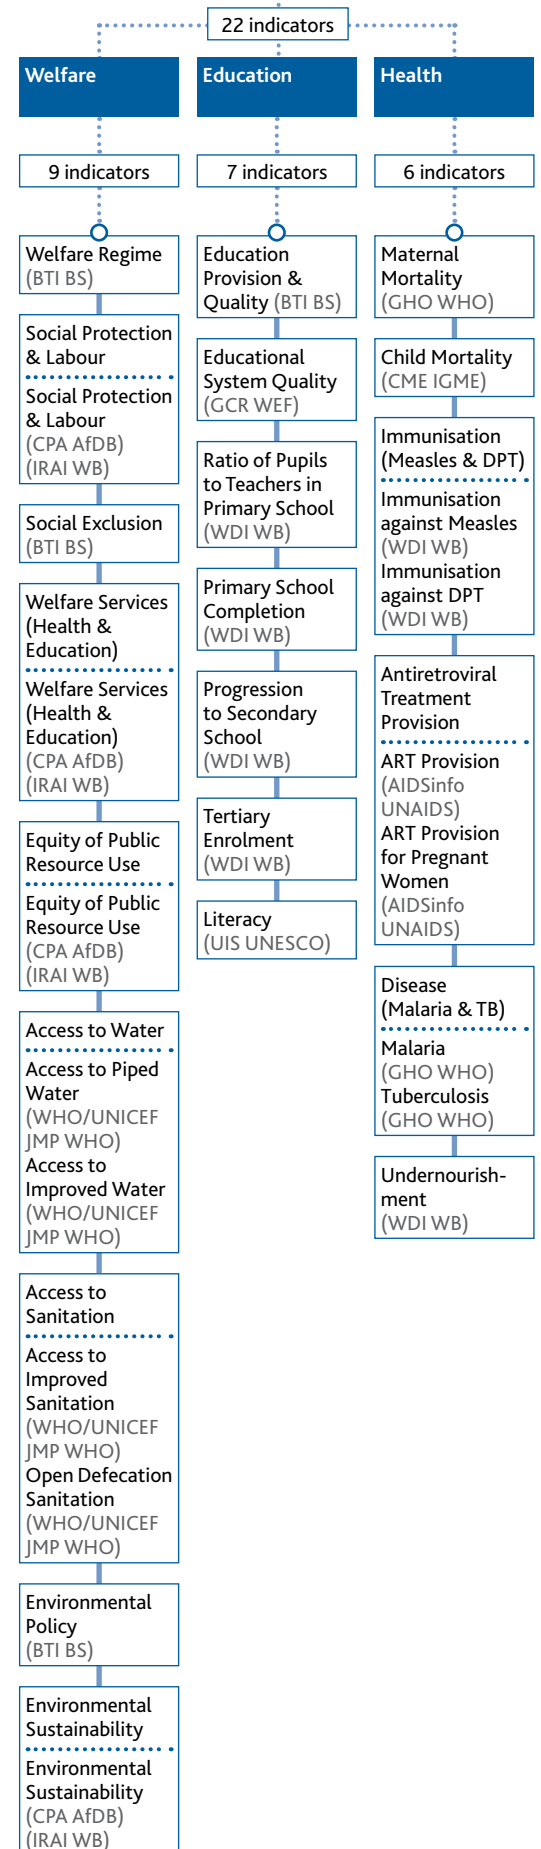 22 indicators
Welfare
9 indicators
Welfare Regime
(BTI BS)
Social Protection
& Labour
Social Protection
& Labour
(CPA AfDB)
(IRAI WB)
Social Exclusion
(BTI BS)
Welfare Services
(Health &
Education)
Welfare Services
(Health &
Education)
(CPA AfDB)
(IRAI WB)
Equity of Public
Resource Use
Equity of Public
Resource Use
(CPA AfDB)
(IRAI WB)
Access to Water
Access to Piped
Water
(WHO/UNICEF
JMP WHO)
Access to
Improved Water
(WHO/UNICEF
JMP WHO)
Access to
Sanitation
Access to
Improved
Sanitation
(WHO/UNICEF
JMP WHO)
Open Defecation
Sanitation
(WHO/UNICEF
JMP WHO)
Environmental
Policy
(BTI BS)
Environmental
Sustainability
Environmental
Sustainability
(CPA AfDB)
(IRAI WB)
Education
7 indicators
Education
Provision &
Quality (BTI BS)
Educational
System Quality
(GCR WEF)
Ratio of Pupils
to Teachers in
Primary School
(WDI WB)
Primary School
Completion
(WDI WB)
Progression
to Secondary
School
(WDI WB)
Tertiary
Enrolment
(WDI WB)
Literacy
(UIS UNESCO)
Health
6 indicators
Maternal
Mortality
(GHO WHO)
Child Mortality
(CME IGME)
Immunisation
(Measles & DPT)
Immunisation
against Measles
(WDI WB)
Immunisation
against DPT
(WDI WB)
Antiretroviral
Treatment
Provision
ART Provision
(AIDSinfo
UNAIDS)
ART Provision
for Pregnant
Women
(AIDSinfo
UNAIDS)
Disease
(Malaria & TB)
Malaria
(GHO WHO)
Tuberculosis
(GHO WHO)
Undernourish-
ment
(WDI WB)